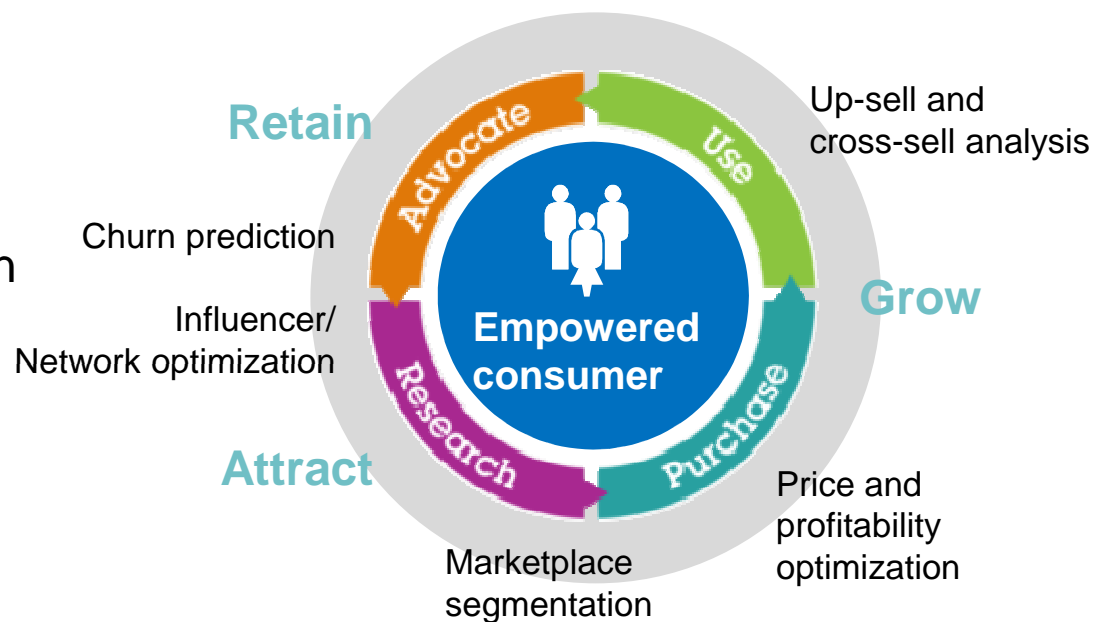 Retain
Advocate
Use
Up-sell and
cross-sell analysis
Churn prediction
n
Influencer/
Network optimization
Empowered
consumer
Grow
Attract
Research
Purchase
Price and
profitability
optimization
Marketplace
segmentation